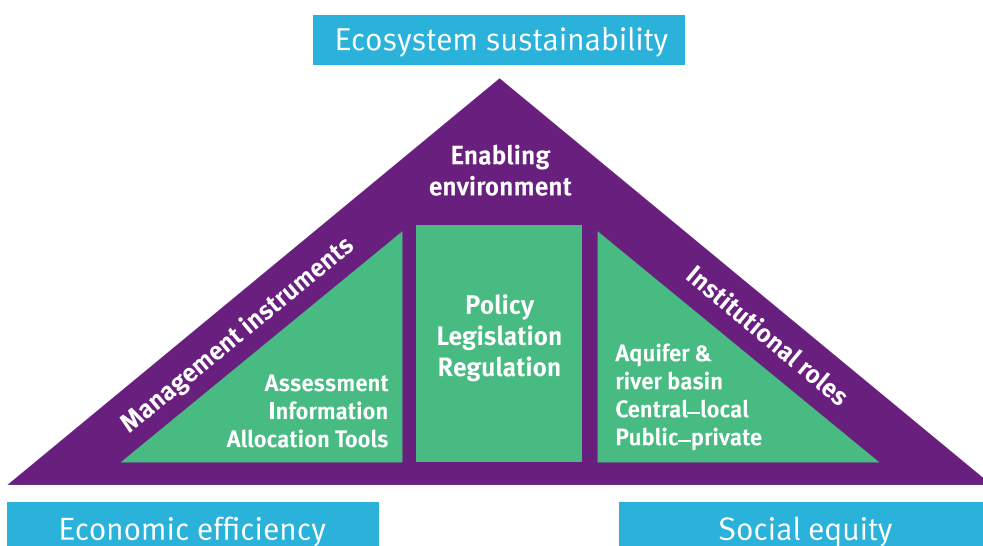 Ecosystem sustainability
Enabling
environment
Management instruments
Institutional roles
Policy
Legislation
Regulation
Assessment
Information
Allocation Tools
Aquifer &
river basin
Central–local
Public–private
Economic efficiency
Social equity